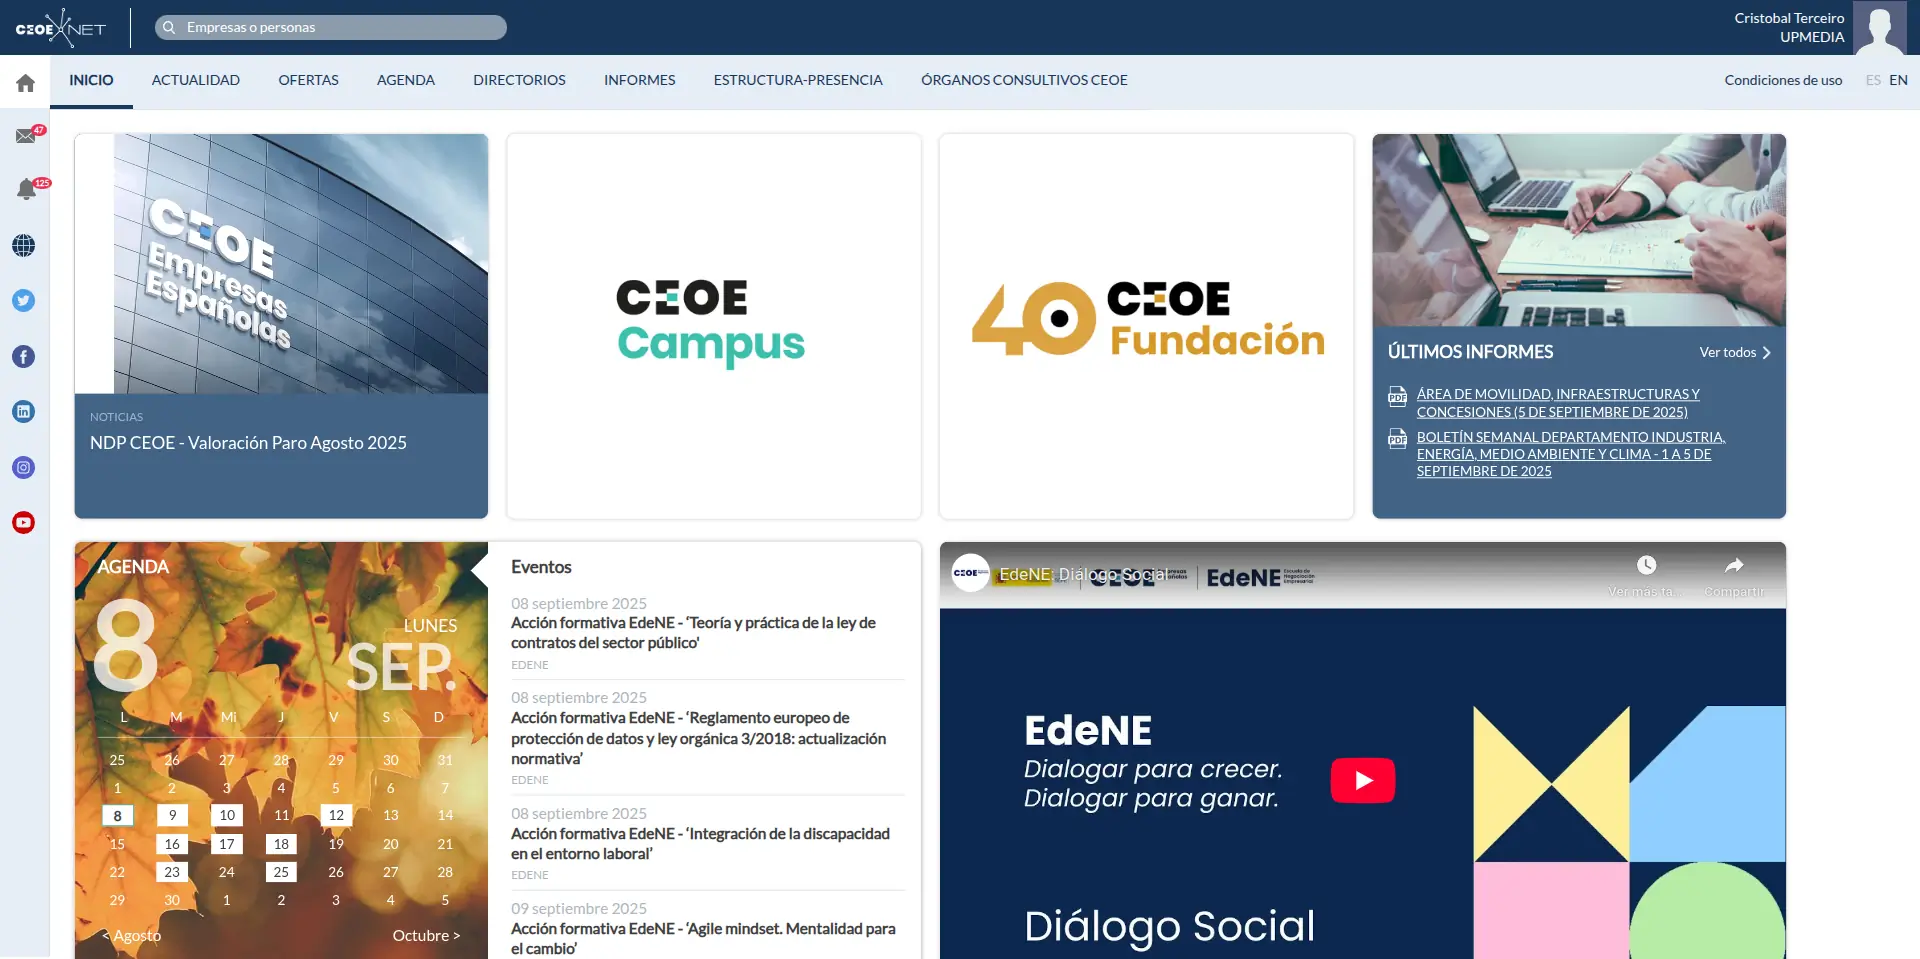 CEOE NET
Empresas o personas
Cristobal Terceiro
UPMEDIA
INICIO
ACTUALIDAD
OFERTAS
AGENDA
DIRECTORIOS
INFORMES
ESTRUCTURA-PRESENCIA
ÓRGANOS CONSULTIVOS CEOE
Condiciones de uso
ES EN
47
125
CEOE
Empresas
Españolas
NOTICIAS
NDP CEOE - Valoración Paro Agosto 2025
CEOE
Campus
40 CEOE
Fundación
ÚLTIMOS INFORMES
Ver todos
PDF
ÁREA DE MOVILIDAD, INFRAESTRUCTURAS Y
CONCESIONES (5 DE SEPTIEMBRE DE 2025)
PDF
BOLETÍN SEMANAL DEPARTAMENTO INDUSTRIA,
ENERGÍA, MEDIO AMBIENTE Y CLIMA - 1 A 5 DE
SEPTIEMBRE DE 2025
AGENDA
8
LUNES
SEP.
L M Mi J V S D
25 26 27 28 29 30 31
1 2 3 4 5 6 7
8 9 10 11 12 13 14
15 16 17 18 19 20 21
22 23 24 25 26 27 28
29 30 1 2 3 4 5
< Agosto
Octubre >
Eventos
08 septiembre 2025
Acción formativa EdeNE - ‘Teoría y práctica de la ley de
contratos del sector público'
EDENE
08 septiembre 2025
Acción formativa EdeNE - ‘Reglamento europeo de
protección de datos y ley orgánica 3/2018: actualización
normativa’
EDENE
08 septiembre 2025
Acción formativa EdeNE - ‘Integración de la discapacidad
en el entorno laboral’
EDENE
09 septiembre 2025
Acción formativa EdeNE - ‘Agile mindset. Mentalidad para
el cambio’
CEOE
EdeNE: Diálogo Social
CEOE
EdeNE
Escuela de
Negociación
Empresarial
Ver más ta...
Compartir
EdeNE
Dialogar para crecer.
Dialogar para ganar.
Diálogo Social